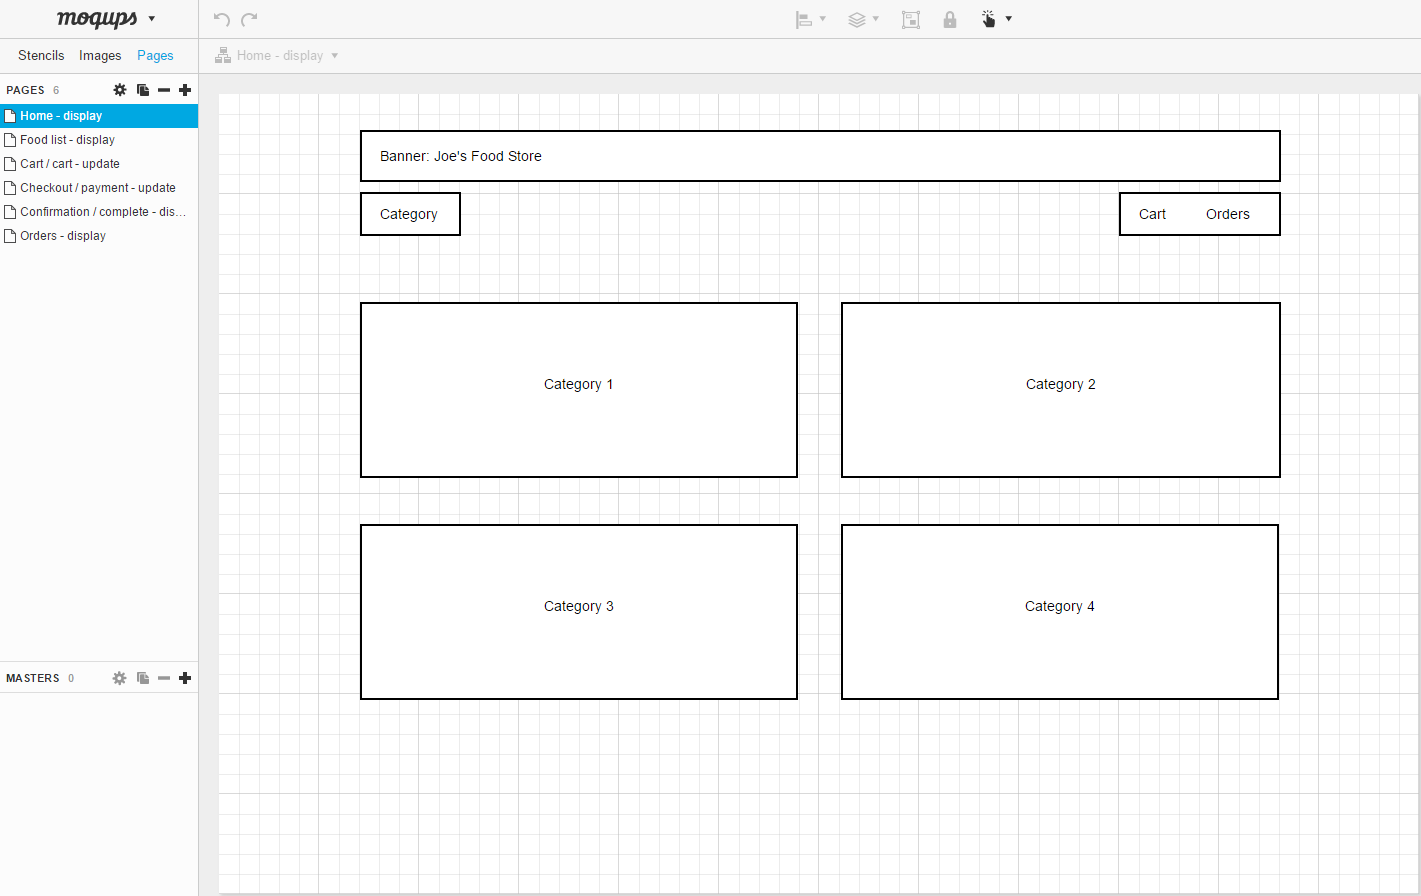 moqups
Stencils Images Pages
Home - display
PAGES 6
Home - display
Food list - display
Cart / cart - update
Checkout / payment - update
Confirmation / complete - dis...
Orders - display
MASTERS 0
Banner: Joe's Food Store
Category
Cart Orders
Category 1
Category 2
Category 3
Category 4